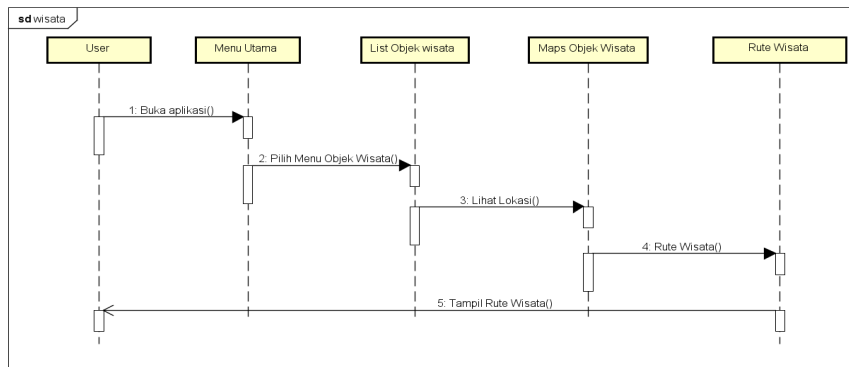 sd wisata
User
Menu Utama
List Objek wisata
Maps Objek Wisata
Rute Wisata
1: Buka aplikasi()
2: Pilih Menu Objek Wisata()
3: Lihat Lokasi()
4: Rute Wisata()
5: Tampil Rute Wisata()